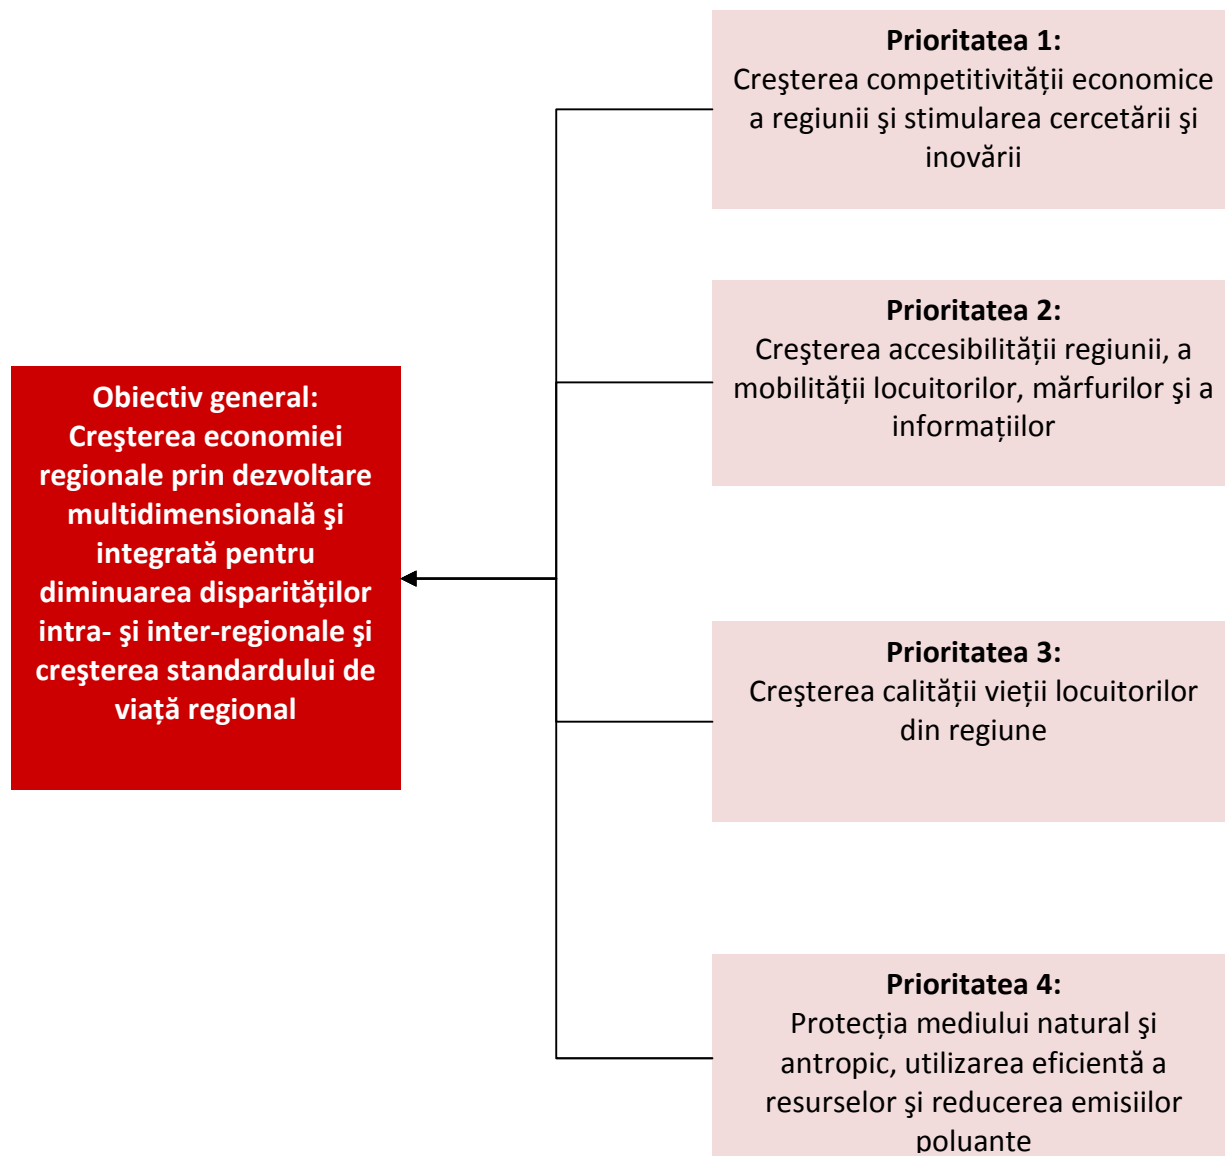 Prioritatea 1:
Creşterea competitivității economice
a regiunii şi stimularea cercetării şi
inovării
Prioritatea 2:
Creşterea accesibilității regiunii, a
mobilității locuitorilor, mărfurilor şi a
informațiilor
Obiectiv general:
Creşterea economiei
regionale prin dezvoltare
multidimensională şi
integrată pentru
diminuarea disparităților
intra- şi inter-regionale şi
creşterea standardului de
viață regional
Prioritatea 3:
Creşterea calității vieții locuitorilor
din regiune
Prioritatea 4:
Protecția mediului natural şi
antropic, utilizarea eficientă a
resurselor şi reducerea emisiilor
poluante